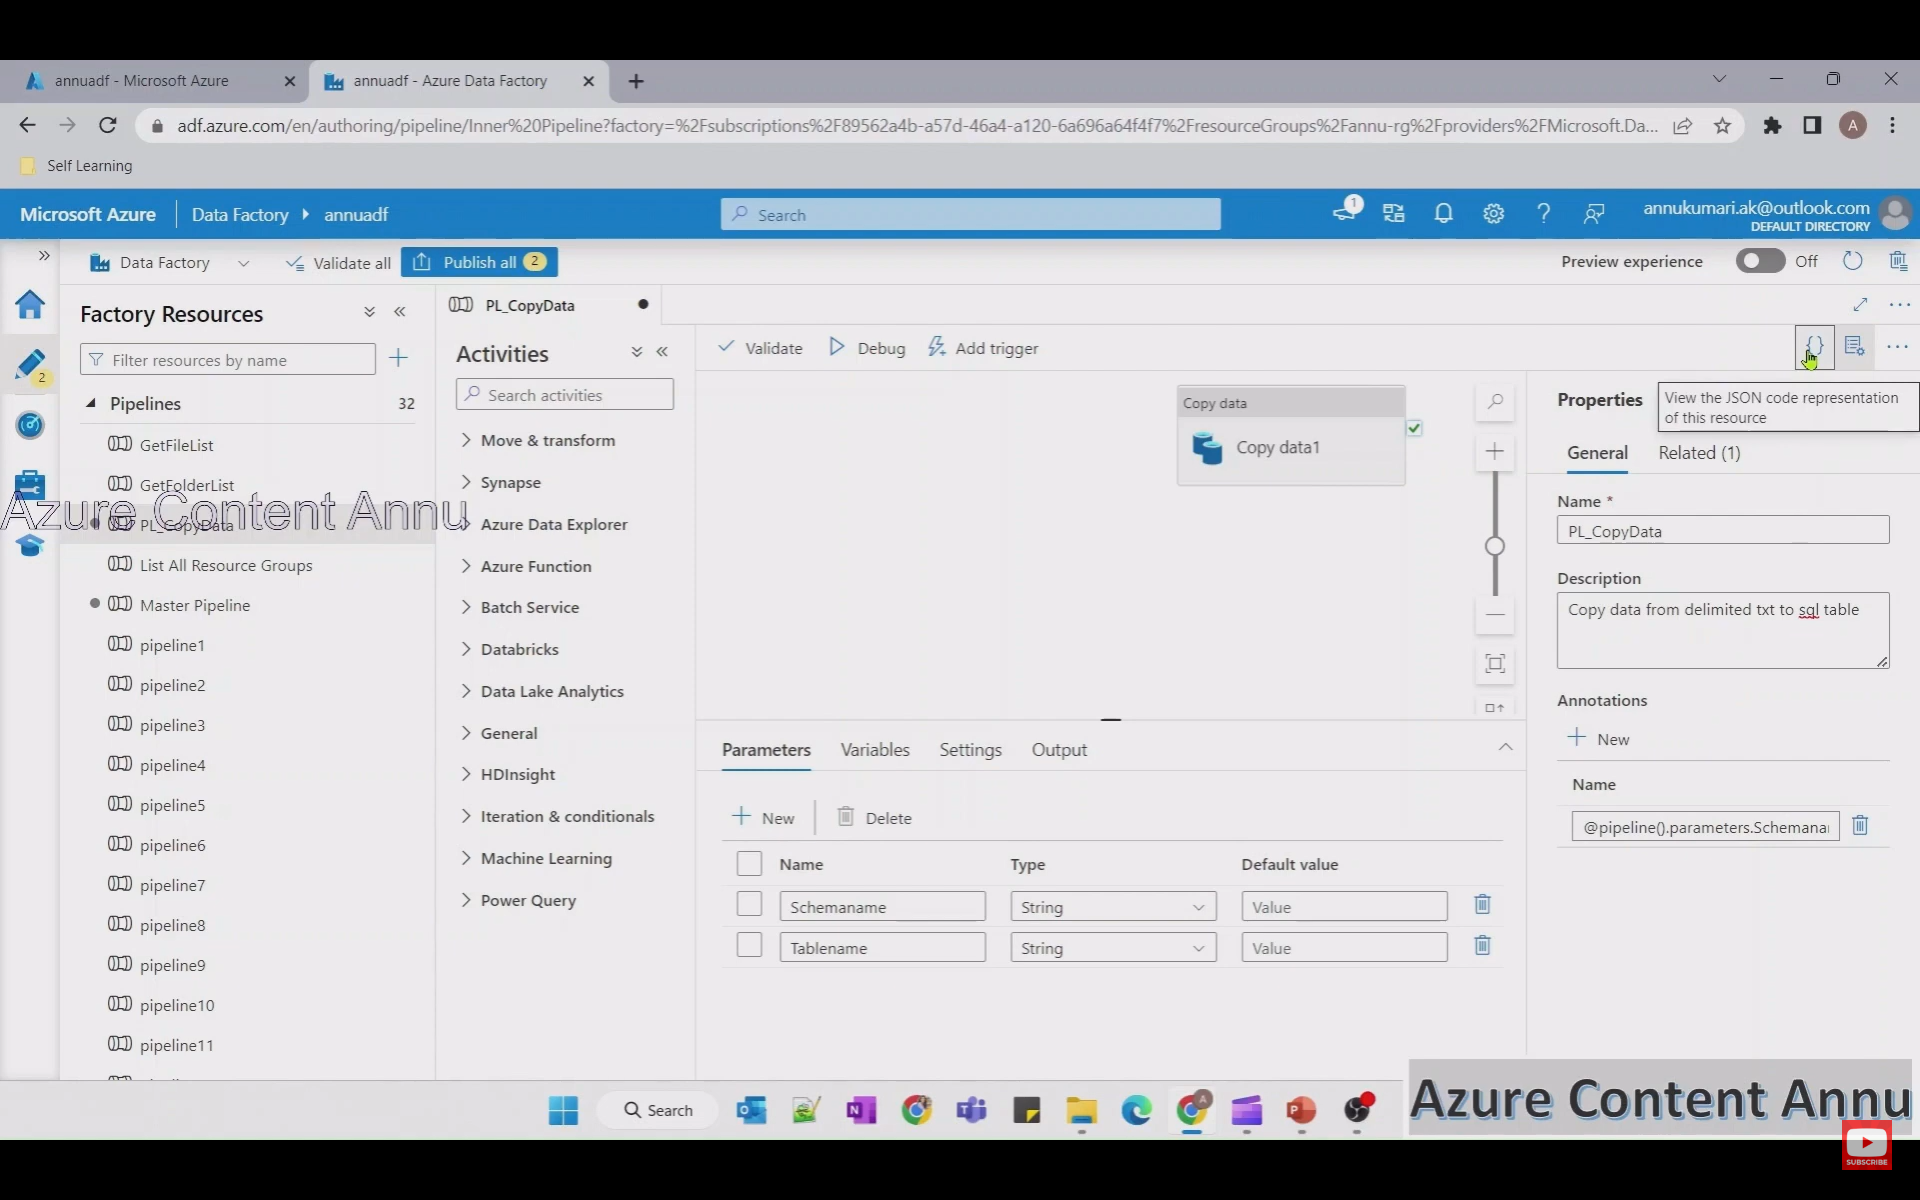 annuadf - Microsoft Azure
annuadf - Azure Data Factory
adf.azure.com/en/authoring/pipeline/Inner%20Pipeline?factory=%2Fsubscriptions%2F89562a4b-a57d-46a4-a120-6a696a64f4f7%2FresourceGroups%2Fannu-rg%2Fproviders%2FMicrosoft.Da...
A
Self Learning
Microsoft Azure
Data Factory
annuadf
Search
1
annukumari.ak@outlook.com
DEFAULT DIRECTORY
Data Factory
Validate all
Publish all
2
Preview experience
Off
2
Factory Resources
Filter resources by name
Pipelines
32
GetFileList
GetFolderList
PL_CopyData
List All Resource Groups
Master Pipeline
pipeline1
pipeline2
pipeline3
pipeline4
pipeline5
pipeline6
pipeline7
pipeline8
pipeline9
pipeline10
pipeline11
Azure Content Annu
PL_CopyData
Activities
Search activities
Move & transform
Synapse
Azure Data Explorer
Azure Function
Batch Service
Databricks
Data Lake Analytics
General
HDInsight
Iteration & conditionals
Machine Learning
Power Query
Validate
Debug
Add trigger
Copy data
Copy data1
Parameters
Variables
Settings
Output
New
Delete
Name
Type
Default value
Schemaname
String
Value
Tablename
String
Value
{}
View the JSON code representation
of this resource
Properties
General
Related (1)
Name *
PL_CopyData
Description
Copy data from delimited txt to sql table
Annotations
New
Name
@pipeline().parameters.Schemanar
Search
Azure Content Annu
SUBSCRIBE